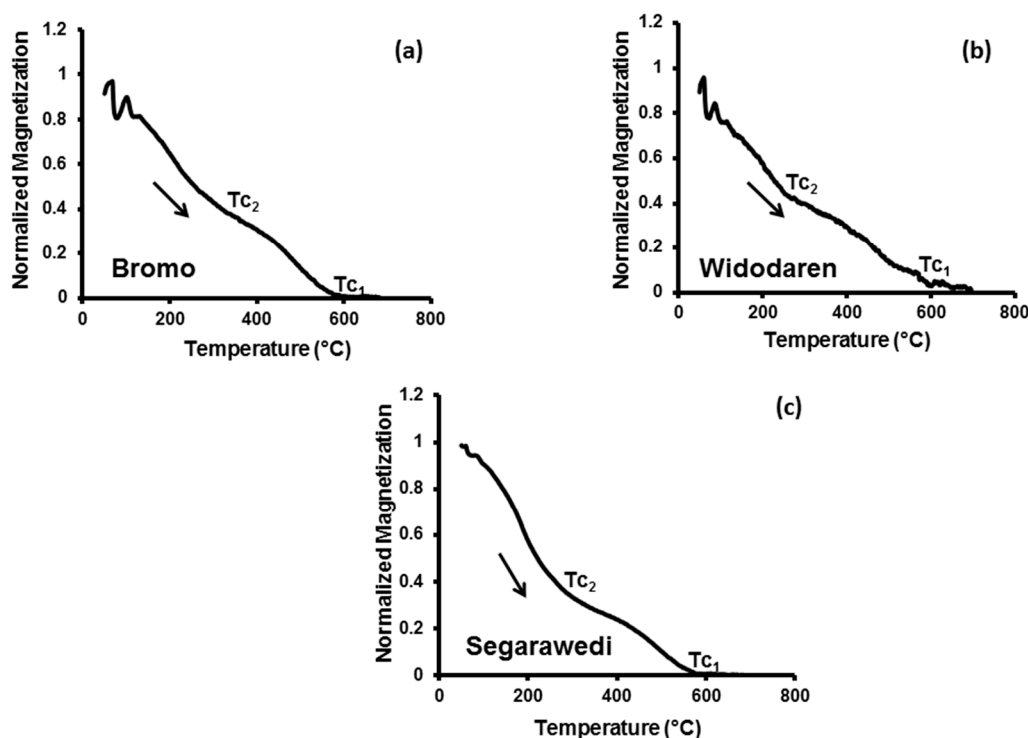 1.2
(a)
1
0.8
0.6
0.4
0.2
0
Normalized Magnetization
Tc₂
Bromo
Tc₁
0 200 400 600 800
Temperature (°C)
1.2
(b)
1
0.8
0.6
0.4
0.2
0
Normalized Magnetization
Tc₂
Widodaren
Tc₁
0 200 400 600 800
Temperature (°C)
1.2
(c)
1
0.8
0.6
0.4
0.2
0
Normalized Magnetization
Tc₂
Segarawedi
Tc₁
0 200 400 600 800
Temperature (°C)